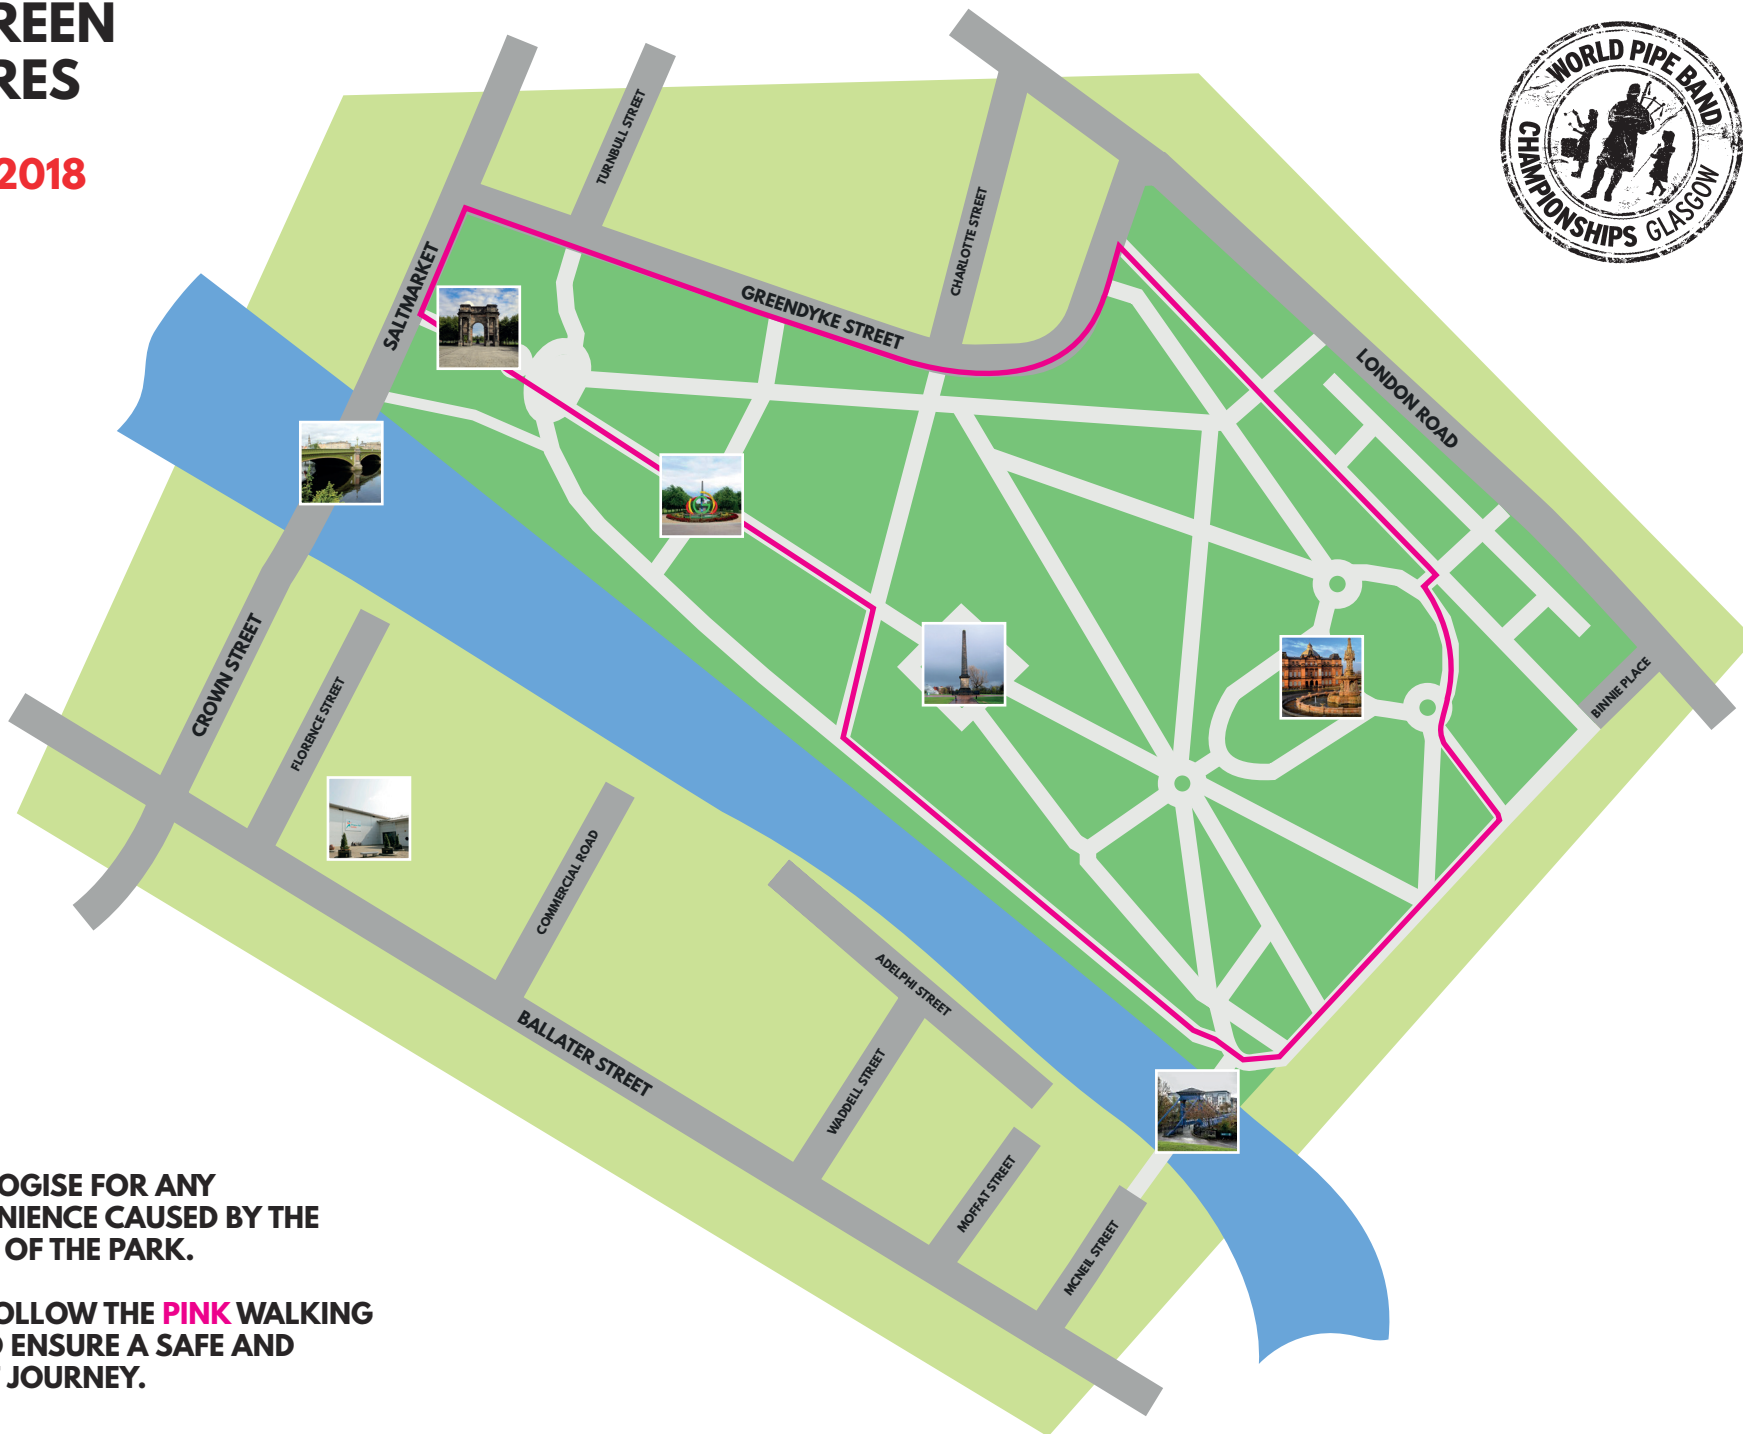 REEN
RES
2018
WORLD PIPE BAND
CHAMPIONSHIPS GLASGOW
TURNBULL STREET
CHARLOTTE STREET
SALTMARKET
GREENDYKE STREET
LONDON ROAD
CROWN STREET
FLORENCE STREET
BINNIE PLACE
COMMERCIAL ROAD
ADELPHI STREET
BALLATER STREET
WADDELL STREET
MOFFAT STREET
MCNEIL STREET
OGISE FOR ANY
NIENCE CAUSED BY THE
OF THE PARK.
OLLOW THE PINK WALKING
O ENSURE A SAFE AND
T JOURNEY.